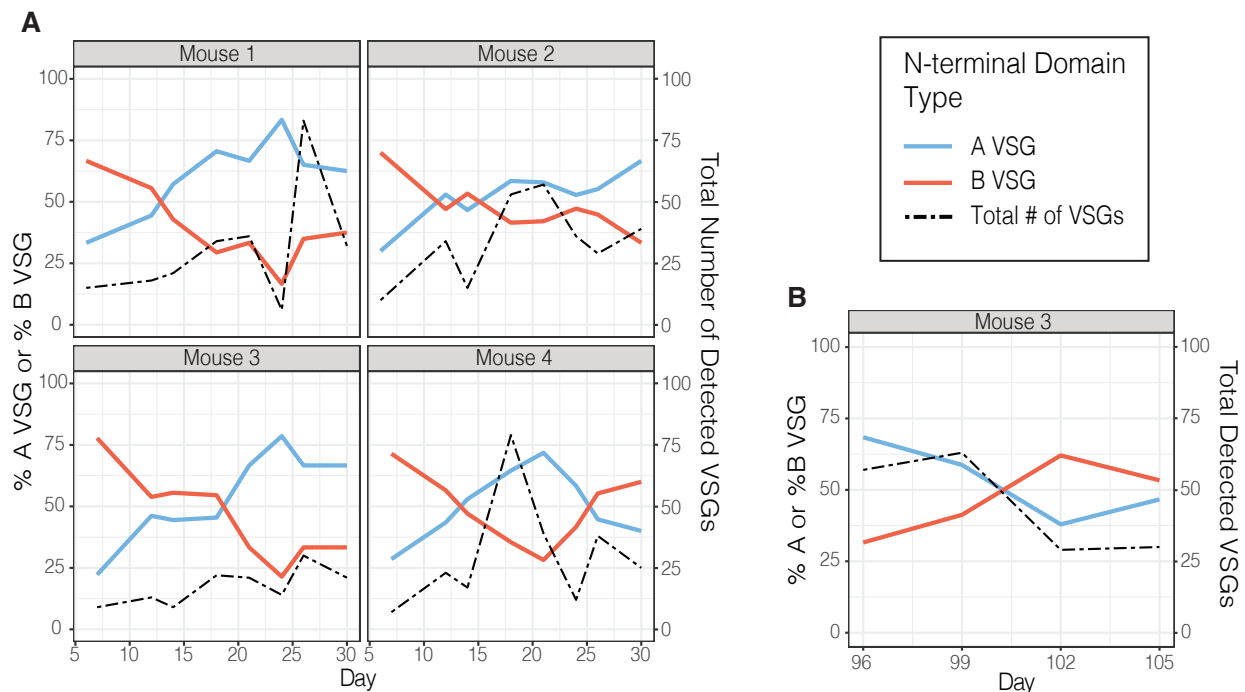 A
Mouse 1
Mouse 2
100
75
50
25
0
100
75
50
25
0
Mouse 3
Mouse 4
100
75
50
25
0
100
75
50
25
0
5 10 15 20 25 30
5 10 15 20 25 30
Day
% A VSG or % B VSG
Total Number of Detected VSGs
N-terminal Domain
Type
A VSG
B VSG
Total # of VSGs
B
Mouse 3
100
75
50
25
0
100
75
50
25
0
96 99 102 105
Day
% A or %B VSG
Total Detected VSGs